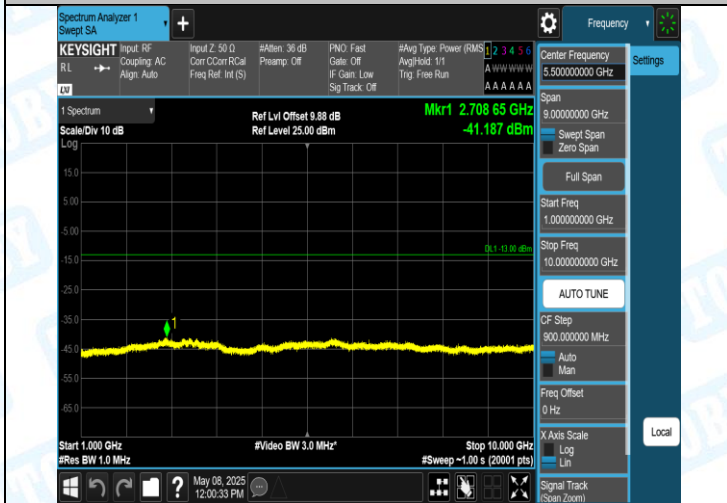 Spectrum Analyzer 1
Swept SA
+
Frequency
KEYSIGHT
RL
LXI
Input: RF
Coupling: AC
Align: Auto
Input Z: 50 Ω
Corr CCorr RCal
Freq Ref: Int (S)
#Atten: 36 dB
Preamp: Off
PNO: Fast
Gate: Off
IF Gain: Low
Sig Track: Off
#Avg Type: Power (RMS
Avg|Hold: 1/1
Trig: Free Run
1 2 3 4 5 6
A W W W W W
A A A A A A
1 Spectrum
Scale/Div 10 dB
Log
Ref Lvl Offset 9.88 dB
Ref Level 25.00 dBm
Mkr1 2.708 65 GHz
-41.187 dBm
15.0
5.00
-5.00
-15.0
-25.0
-35.0
-45.0
-55.0
-65.0
DL1 -13.00 dBm
1
Start 1.000 GHz
#Res BW 1.0 MHz
#Video BW 3.0 MHz*
Stop 10.000 GHz
#Sweep ~1.00 s (20001 pts)
?
May 08, 2025
12:00:33 PM
Center Frequency
5.500000000 GHz
Settings
Span
9.00000000 GHz
Swept Span
Zero Span
Full Span
Start Freq
1.000000000 GHz
Stop Freq
10.000000000 GHz
AUTO TUNE
CF Step
900.000000 MHz
Auto
Man
Freq Offset
0 Hz
X Axis Scale
Log
Lin
Local
Signal Track
(Span Zoom)